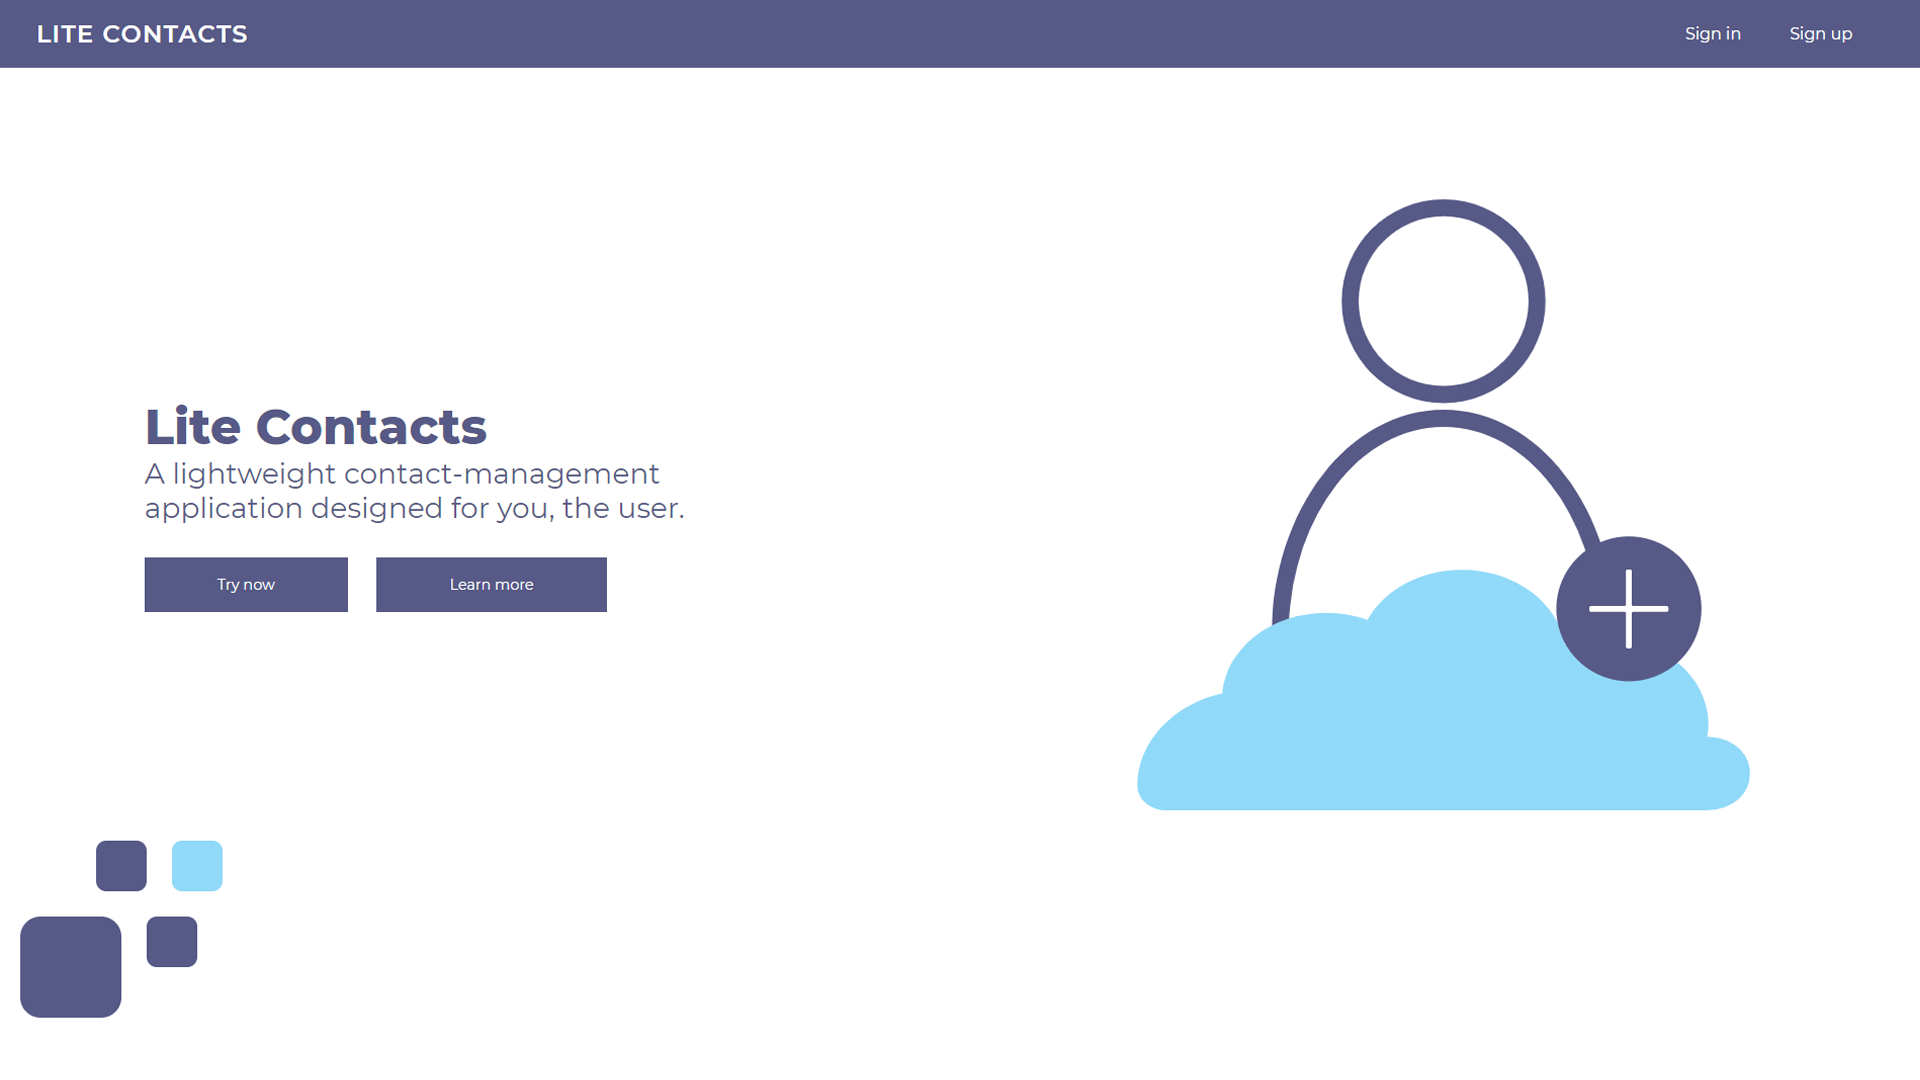 LITE CONTACTS
Sign in
Sign up
Lite Contacts
A lightweight contact-management
application designed for you, the user.
Try now
Learn more